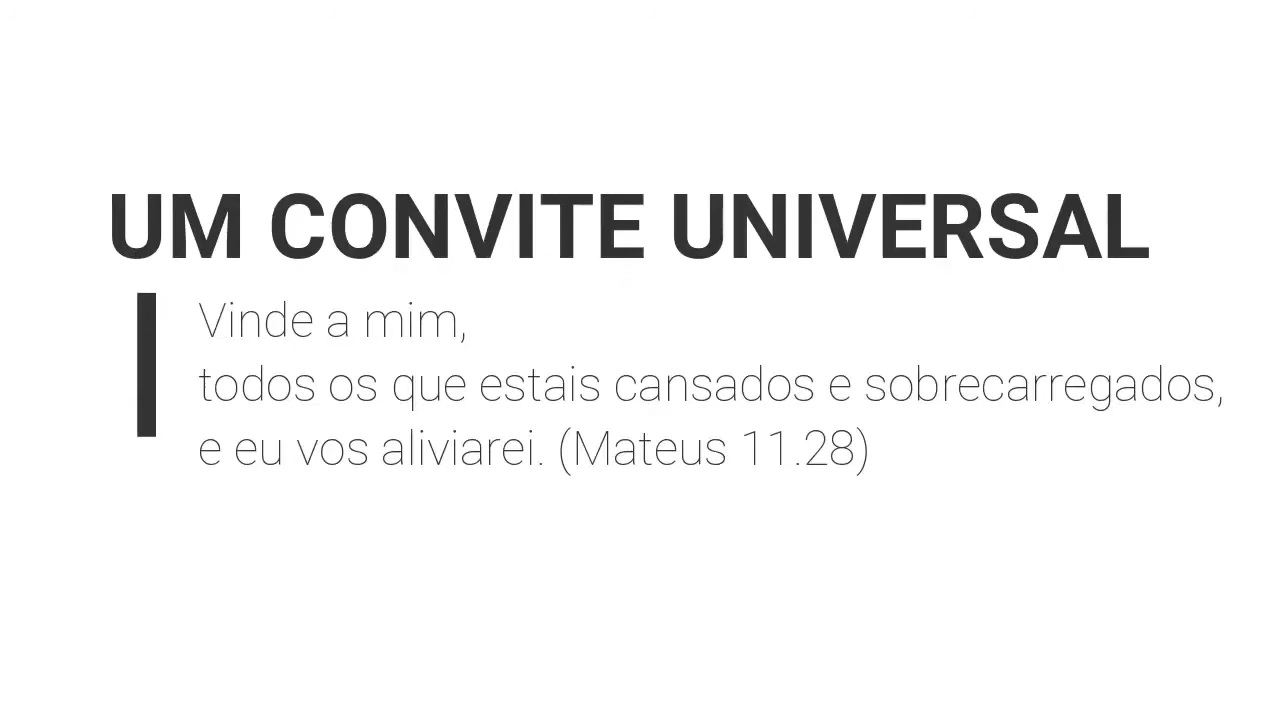 UM CONVITE UNIVERSAL
Vinde a mim,
todos os que estais cansados e sobrecarregados,
e eu vos aliviarei. (Mateus 11.28)